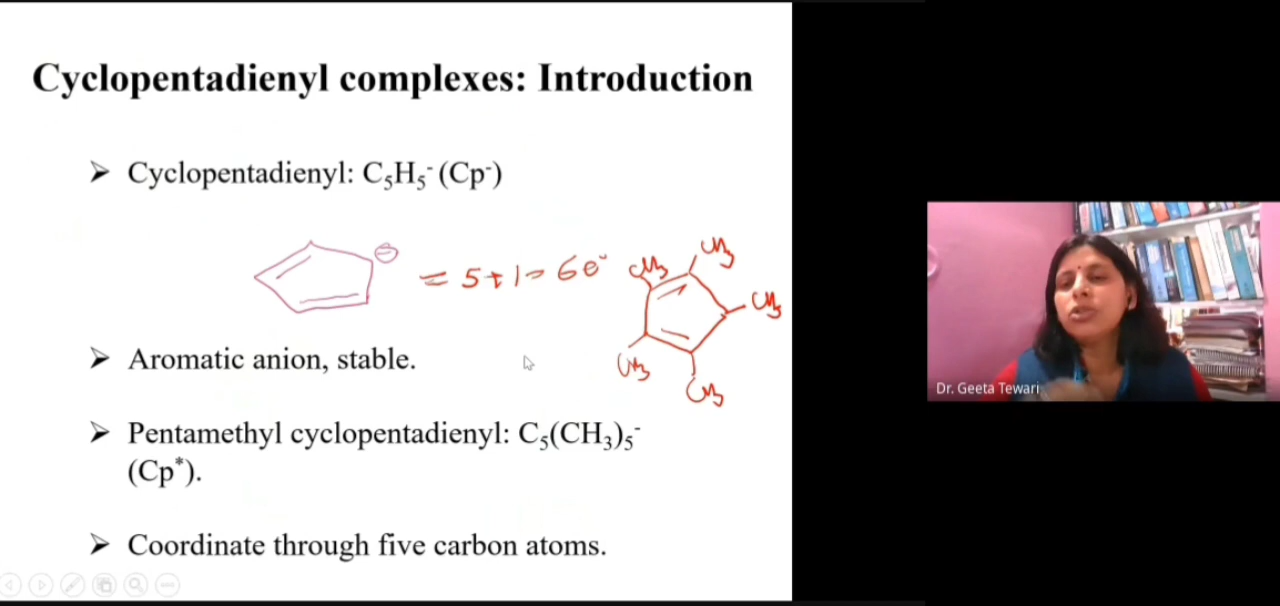 Cyclopentadienyl complexes: Introduction
➤ Cyclopentadienyl: C₅H₅⁻ (Cp⁻)
⊖
= 5+1= 6e⁻
CH₃
CH₃
CH₃
CH₃
CH₃
➤ Aromatic anion, stable.
➤ Pentamethyl cyclopentadienyl: C₅(CH₃)₅⁻
(Cp*).
➤ Coordinate through five carbon atoms.
Dr. Geeta Tewari